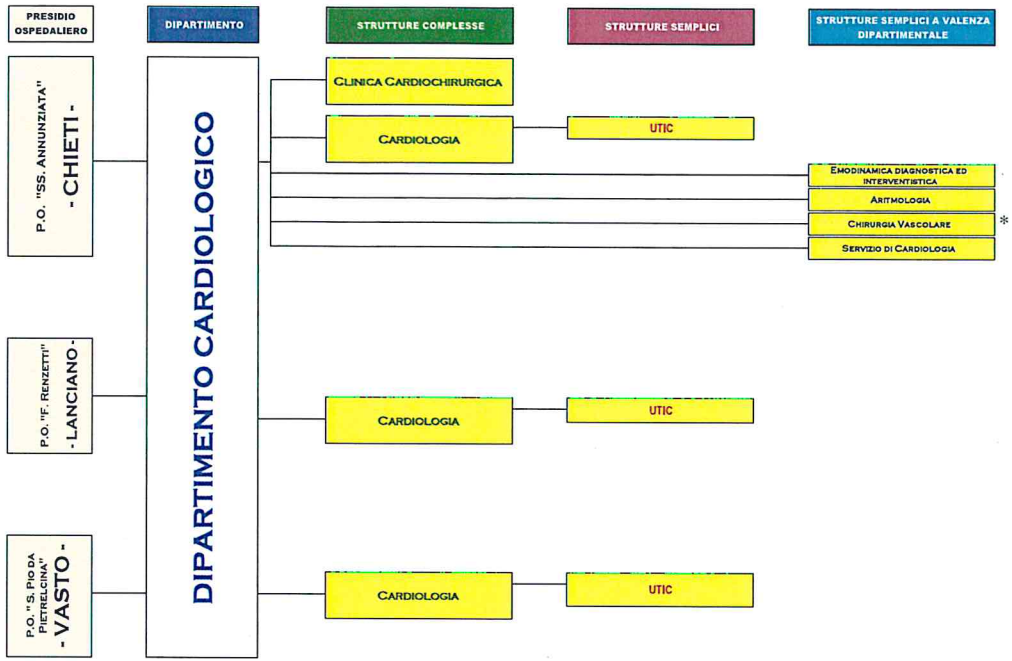 PRESIDIO
OSPEDALIERO
DIPARTIMENTO
STRUTTURE COMPLESSE
STRUTTURE SEMPLICI
STRUTTURE SEMPLICI A VALENZA
DIPARTIMENTALE
P.O. "SS. ANNUNZIATA"
- CHIETI -
DIPARTIMENTO CARDIOLOGICO
CLINICA CARDIOCHIRURGICA
CARDIOLOGIA
UTIC
EMODINAMICA DIAGNOSTICA ED
INTERVENTISTICA
ARITMOLOGIA
CHIRURGIA VASCOLARE *
SERVIZIO DI CARDIOLOGIA
P.O. "F. RENZETTI"
- LANCIANO -
CARDIOLOGIA
UTIC
P.O. "S. PIO DA
PIETRELCINA"
- VASTO -
CARDIOLOGIA
UTIC